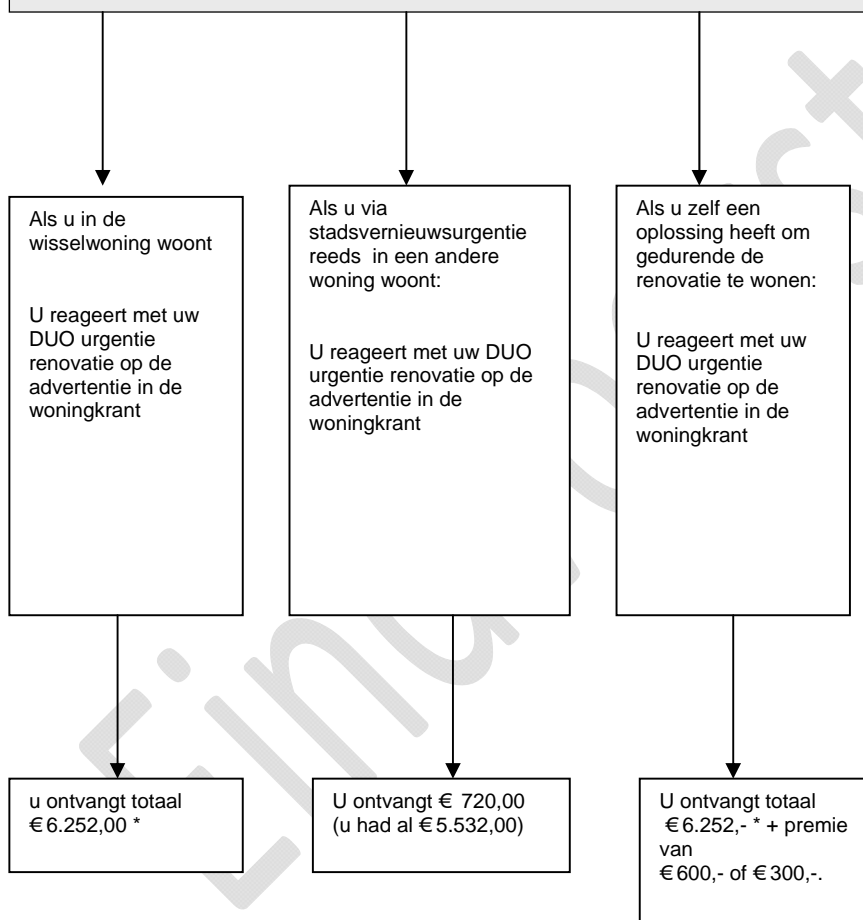 Als u in de
wisselwoning woont
U reageert met uw
DUO urgentie
renovatie op de
advertentie in de
woningkrant
Als u via
stadsvernieuwsurgentie
reeds in een andere
woning woont:
U reageert met uw DUO
urgentie renovatie op de
advertentie in de
woningkrant
Als u zelf een
oplossing heeft om
gedurende de
renovatie te wonen:
U reageert met uw
DUO urgentie
renovatie op de
advertentie in de
woningkrant
u ontvangt totaal
€ 6.252,00 *
U ontvangt € 720,00
(u had al € 5.532,00)
U ontvangt totaal
€ 6.252,- * + premie
van
€ 600,- of € 300,-.